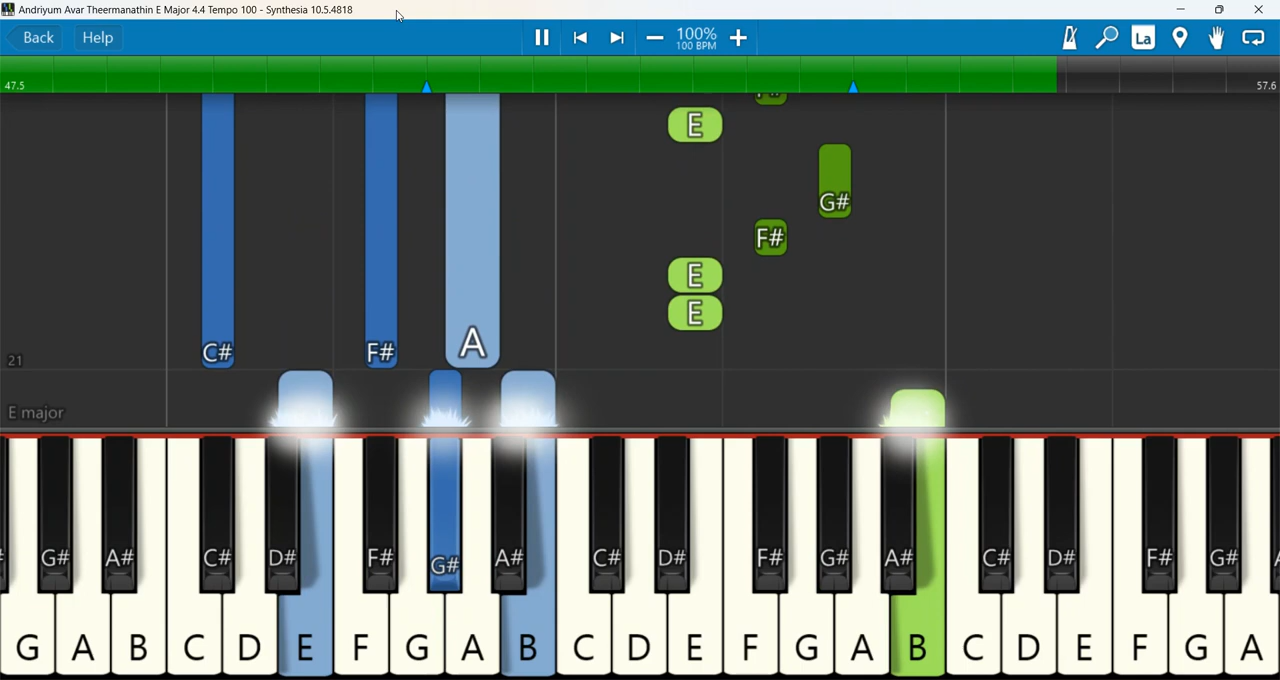 Andriyum Avar Theermanathin E Major 4.4 Tempo 100 - Synthesia 10.5.4818
Back Help 100% La
100 BPM
47.5 57.6
E
G#
F#
E
E
C# F# A
21
E major
G# A# C# D# F# G# A# C# D# F# G# A# C# D# F# G#
G A B C D E F G A B C D E F G A B C D E F G A